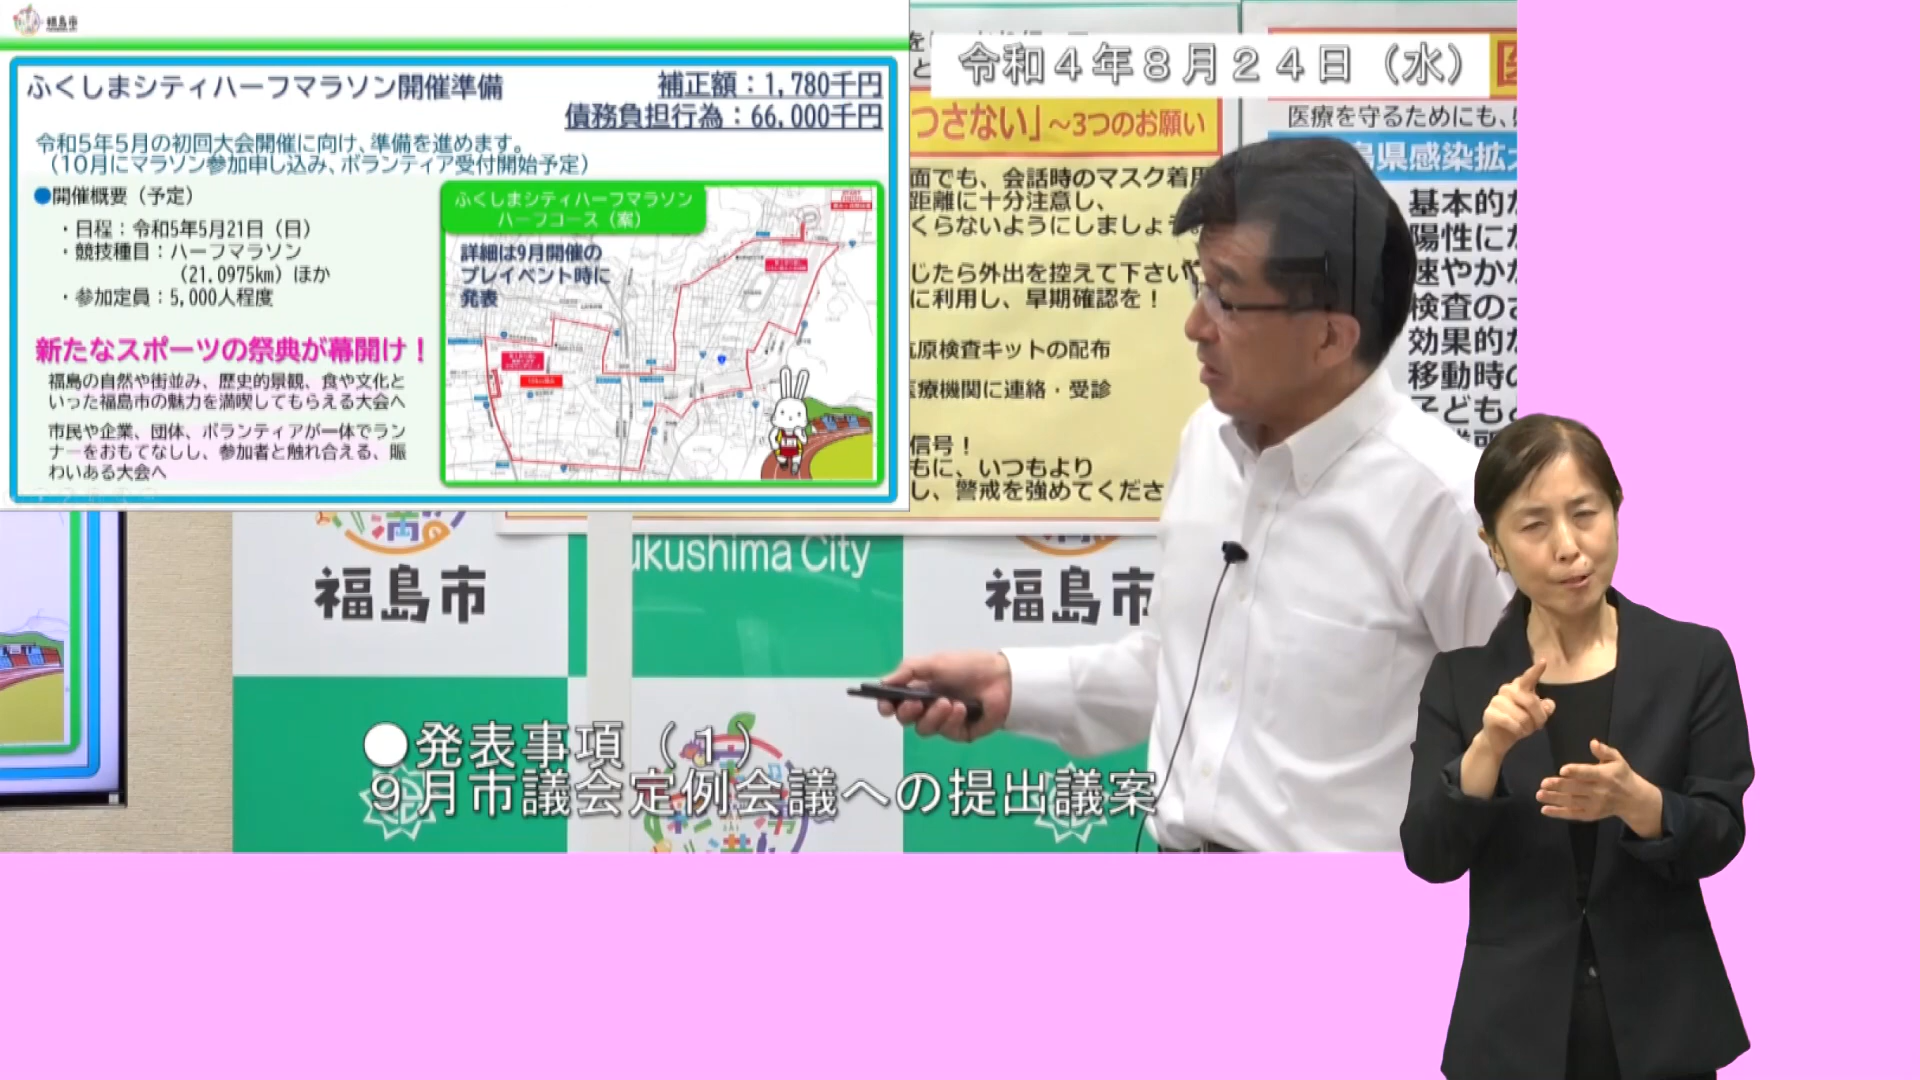 福島市
ふくしまシティハーフマラソン開催準備
補正額：1,780千円
債務負担行為：66,000千円
令和5年5月の初回大会開催に向け、準備を進めます。
（10月にマラソン参加申し込み、ボランティア受付開始予定）
●開催概要（予定）
・日程：令和5年5月21日（日）
・競技種目：ハーフマラソン
（21.0975km）ほか
・参加定員：5,000人程度
新たなスポーツの祭典が幕開け！
福島の自然や街並み、歴史的景観、食や文化と
いった福島市の魅力を満喫してもらえる大会へ
市民や企業、団体、ボランティアが一体でラン
ナーをおもてなしし、参加者と触れ合える、賑
わいある大会へ
ふくしまシティハーフマラソン
ハーフコース（案）
詳細は9月開催の
プレイベント時に
発表
令和４年８月２４日（水）
つさない」～3つのお願い
面でも、会話時のマスク着用
距離に十分注意し、
くらないようにしましょう。
じたら外出を控えて下さい
に利用し、早期確認を！
原検査キットの配布
医療機関に連絡・受診
信号！
もに、いつもより
し、警戒を強めてくださ
医療を守るためにも、
島県感染拡大
基本的な
陽性に
速やかな
検査の
効果的な
移動時の
子どもと
福島市
ukushima City
福島市
●発表事項（１）
９月市議会定例会議への提出議案